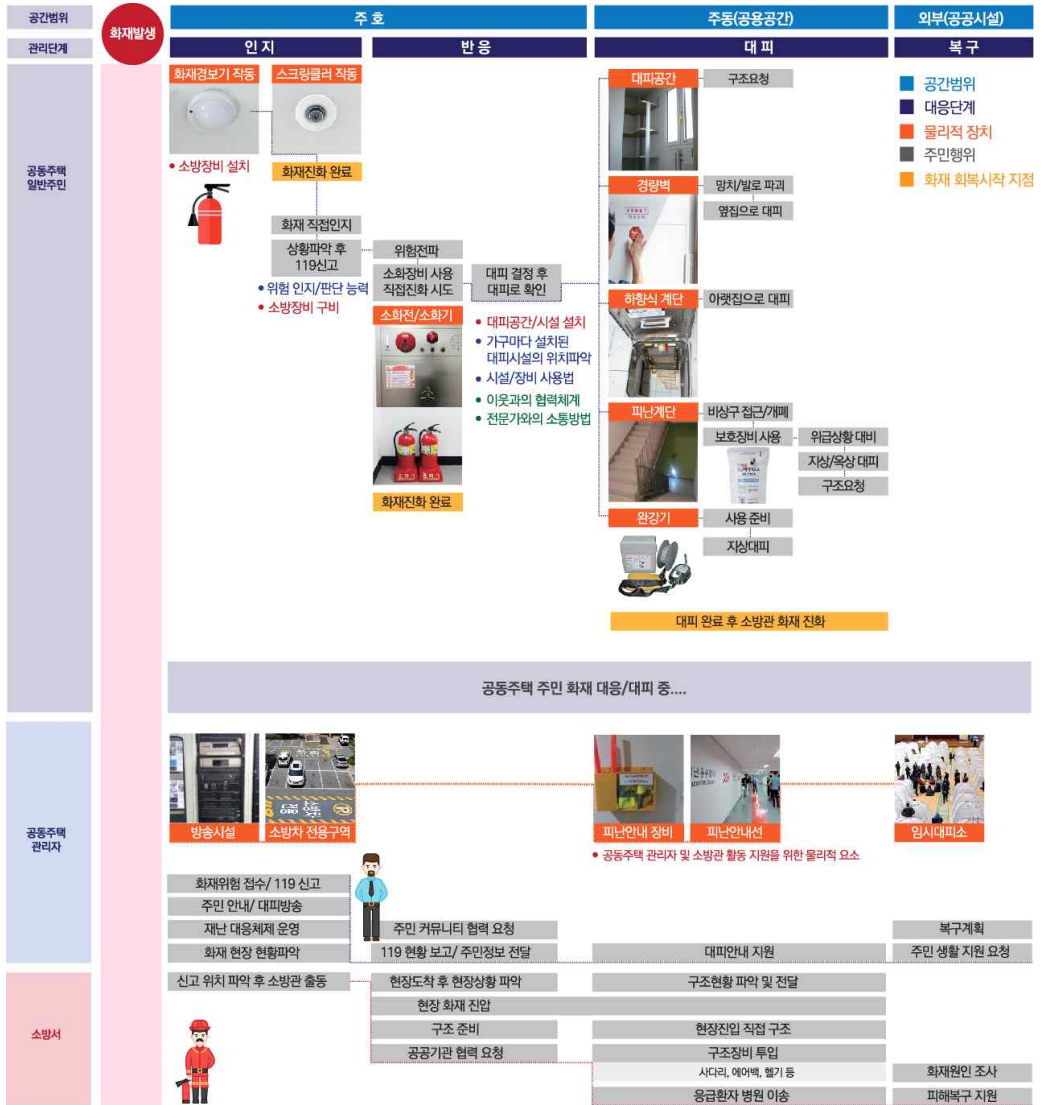 공간범위
화재발생
주 호
주동(공용공간)
외부(공공시설)
관리단계
인 지
반 응
대 피
복 구
공동주택
일반주민
화재경보기 작동
스크링클러 작동
• 소방장비 설치
화재진화 완료
화재 직접인지
상황파악 후
119신고
• 위험 인지/판단 능력
• 소방장비 구비
위험전파
소화장비 사용
직접진화 시도
소화전/소화기
소
화재진화 완료
대피 결정 후
대피로 확인
• 대피공간/시설 설치
• 가구마다 설치된
대피시설의 위치파악
• 시설/장비 사용법
• 이웃과의 협력체계
• 전문가와의 소통방법
대피공간
구조요청
경량벽
망치/발로 파괴
옆집으로 대피
하향식 계단
아랫집으로 대피
피난계단
비상구 접근/개폐
보호장비 사용
위급상황 대비
지상/옥상 대피
구조요청
완강기
사용 준비
지상대피
대피 완료 후 소방관 화재 진화
공간범위
대응단계
물리적 장치
주민행위
화재 회복시작 지점
공동주택 주민 화재 대응/대피 중....
공동주택
관리자
방송시설
소방차 전용구역
피난안내 장비
피난안내선
임시대피소
• 공동주택 관리자 및 소방관 활동 지원을 위한 물리적 요소
화재위험 접수/ 119 신고
주민 안내/ 대피방송
재난 대응체제 운영
주민 커뮤니티 협력 요청
복구계획
화재 현장 현황파악
119 현황 보고/ 주민정보 전달
대피안내 지원
주민 생활 지원 요청
소방서
신고 위치 파악 후 소방관 출동
현장도착 후 현장상황 파악
구조현황 파악 및 전달
현장 화재 진압
구조 준비
현장진입 직접 구조
공공기관 협력 요청
구조장비 투입
사다리, 에어백, 헬기 등
화재원인 조사
응급환자 병원 이송
피해복구 지원